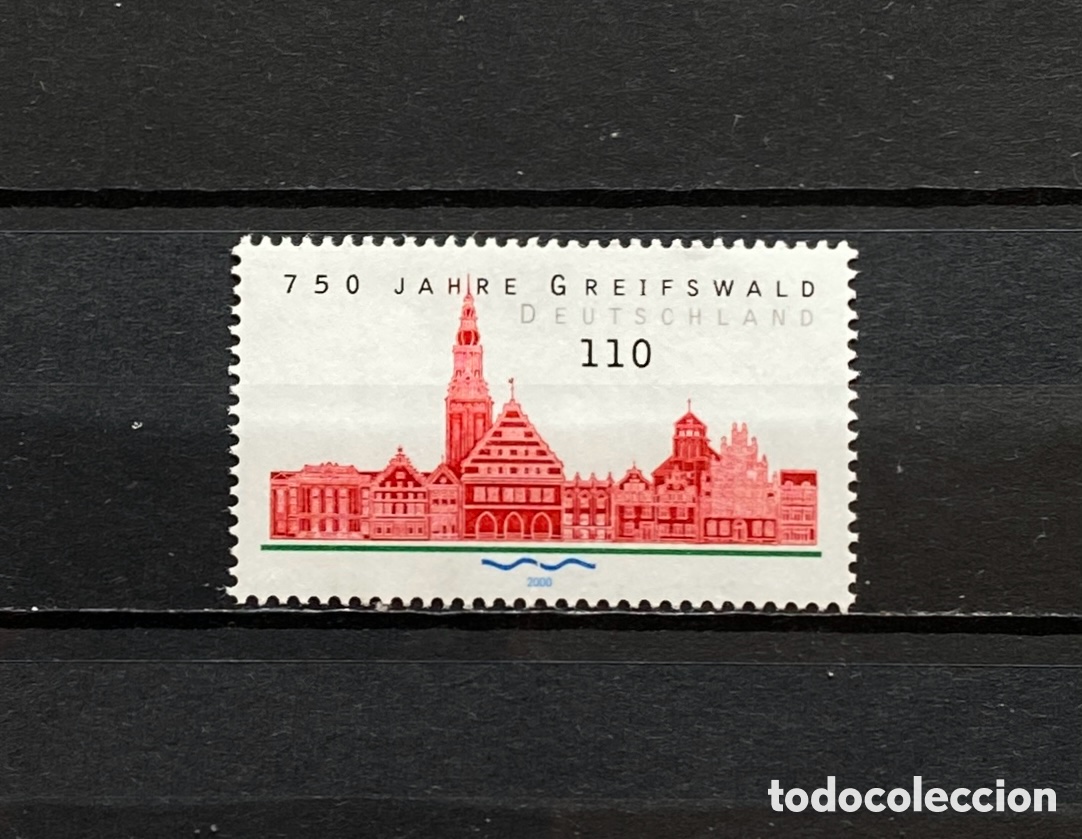 750 JAHRE GREIFSWALD
DEUTSCHLAND
110
2000
todocoleccion